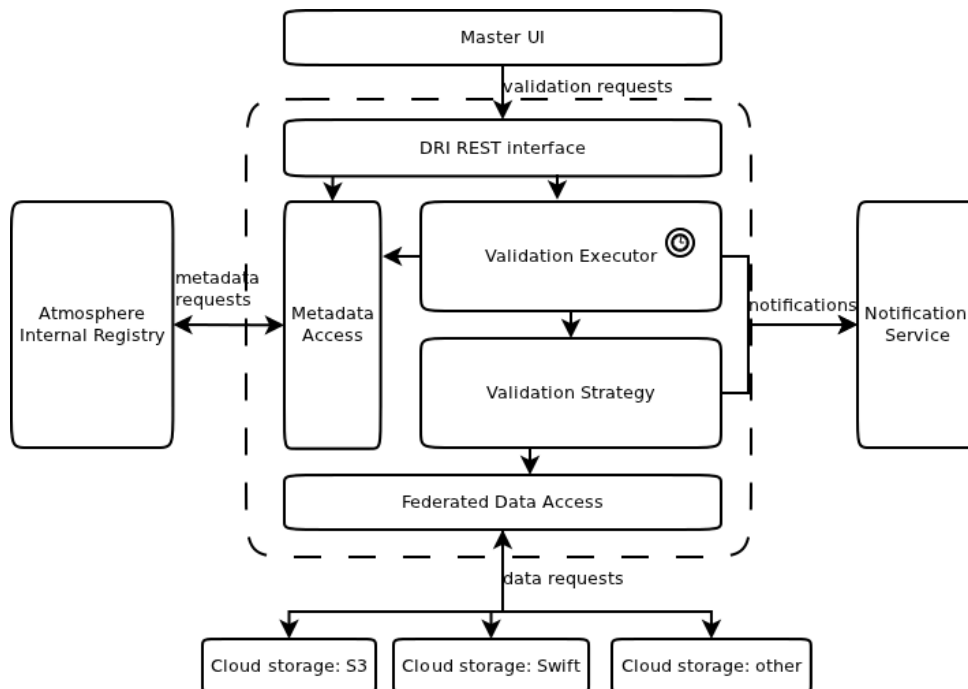 Master UI
validation requests
DRI REST interface
metadata
requests
Atmosphere
Internal Registry
Metadata
Access
Validation Executor
notifications
Notification
Service
Validation Strategy
Federated Data Access
data requests
Cloud storage: S3
Cloud storage: Swift
Cloud storage: other